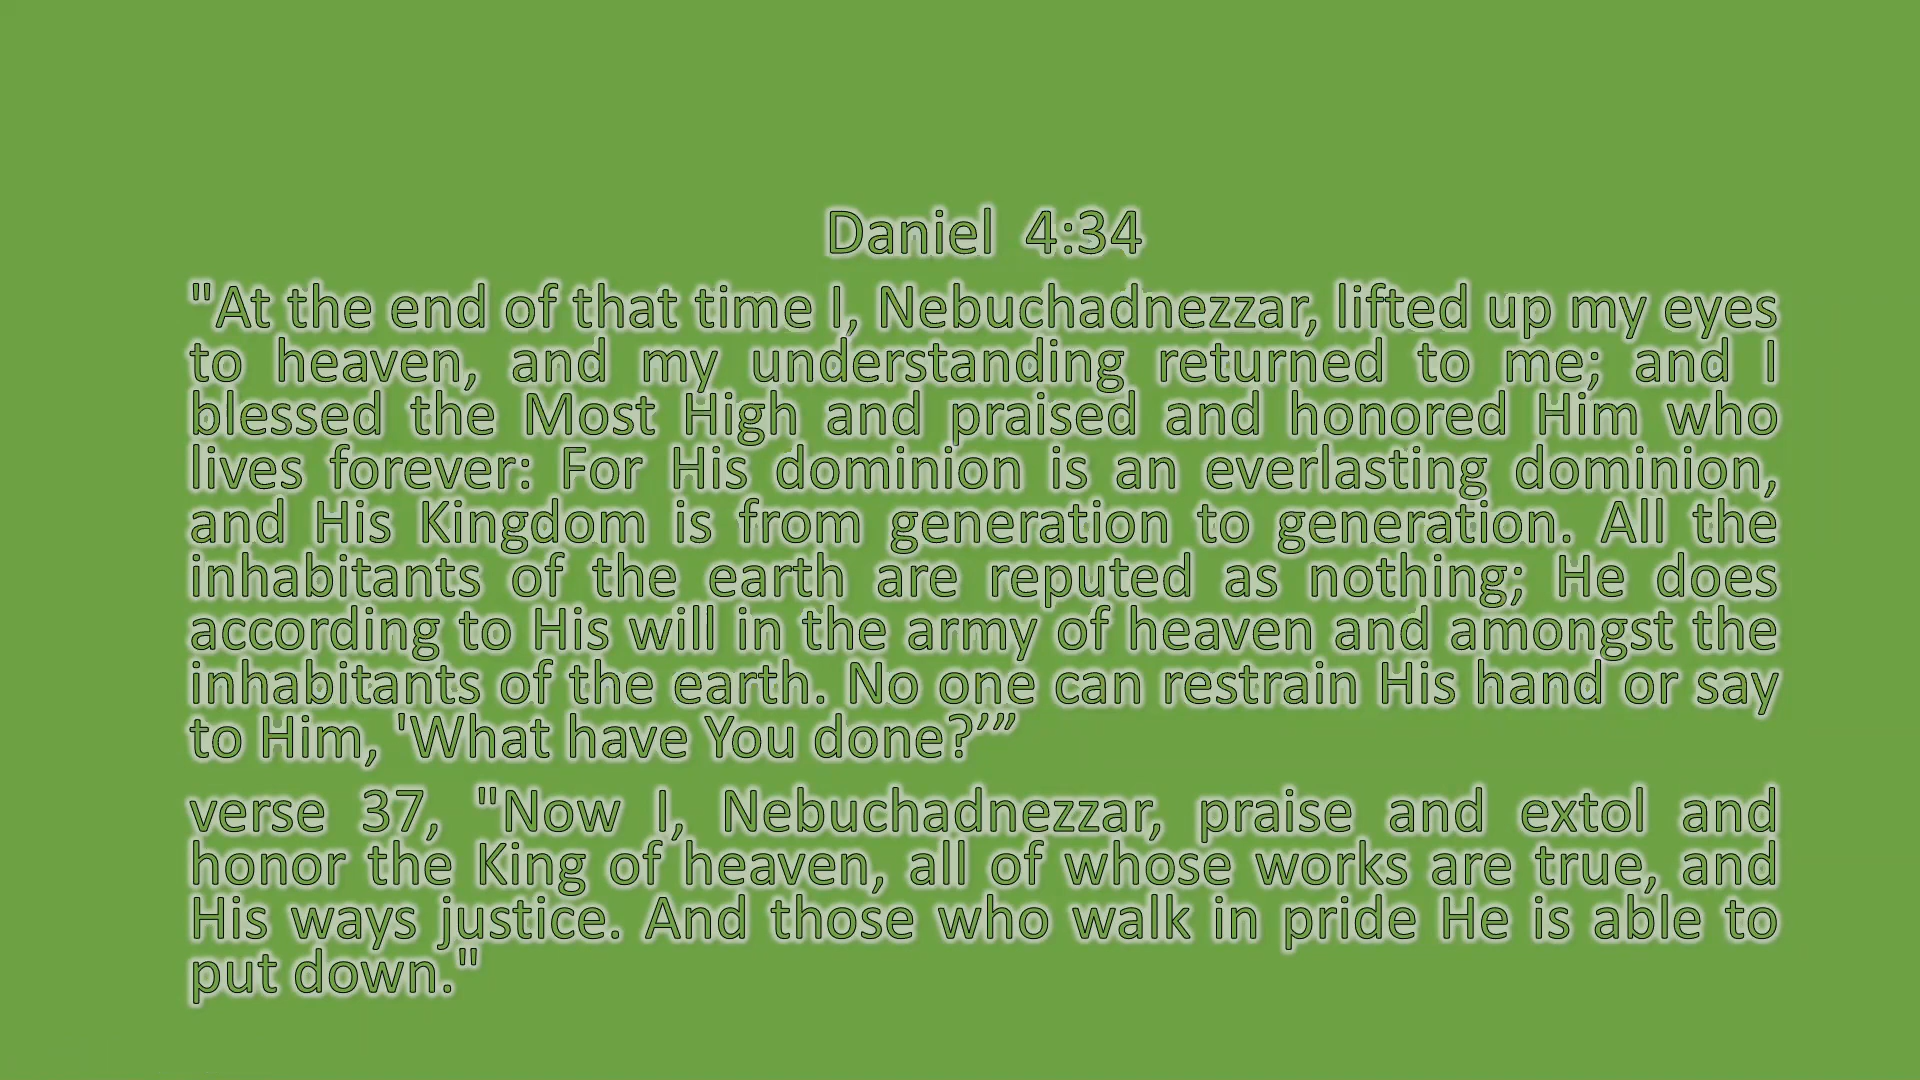 Daniel  4:34
"At the end of that time I, Nebuchadnezzar, lifted up my eyes
to heaven, and my understanding returned to me; and I
blessed the Most High and praised and honored Him who
lives forever: For His dominion is an everlasting dominion,
and His Kingdom is from generation to generation. All the
inhabitants of the earth are reputed as nothing; He does
according to His will in the army of heaven and amongst the
inhabitants of the earth. No one can restrain His hand or say
to Him, 'What have You done?’”
verse 37, "Now I, Nebuchadnezzar, praise and extol and
honor the King of heaven, all of whose works are true, and
His ways justice. And those who walk in pride He is able to
put down."